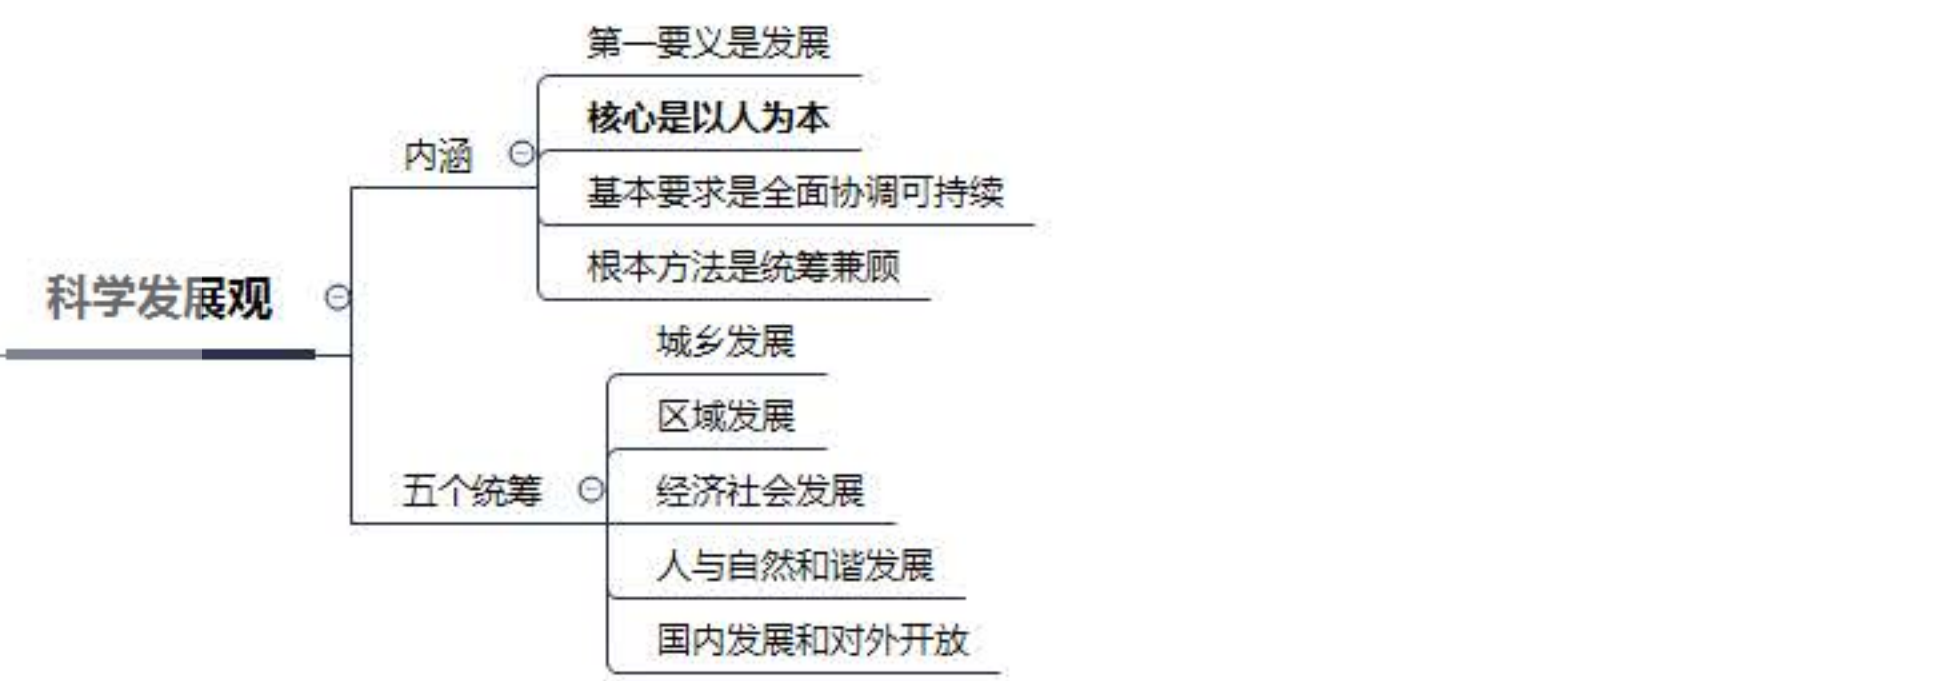 科学发展观
内涵
第一要义是发展
核心是以人为本
基本要求是全面协调可持续
根本方法是统筹兼顾
五个统筹
城乡发展
区域发展
经济社会发展
人与自然和谐发展
国内发展和对外开放